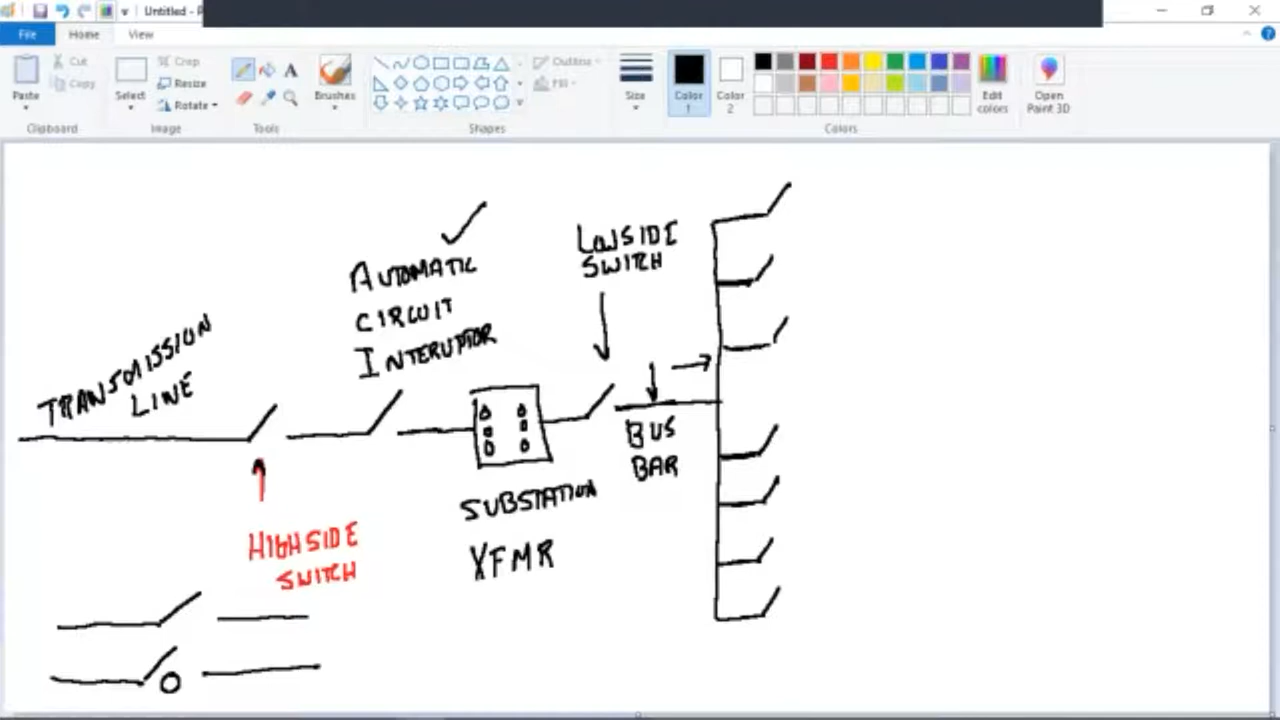 Untitled - P
File
Home
View
Paste
Cut
Copy
Clipboard
Select
Crop
Resize
Rotate
Image
A
Tools
Brushes
Shapes
Outline
Fill
Size
Color 1
Color 2
Edit colors
Colors
Open Paint 3D
TRANSMISSION
LINE
AUTOMATIC
CIRCUIT
INTERUPTOR
LOWSIDE
SWITCH
BUS
BAR
SUBSTATION
XFMR
HIGHSIDE
SWITCH